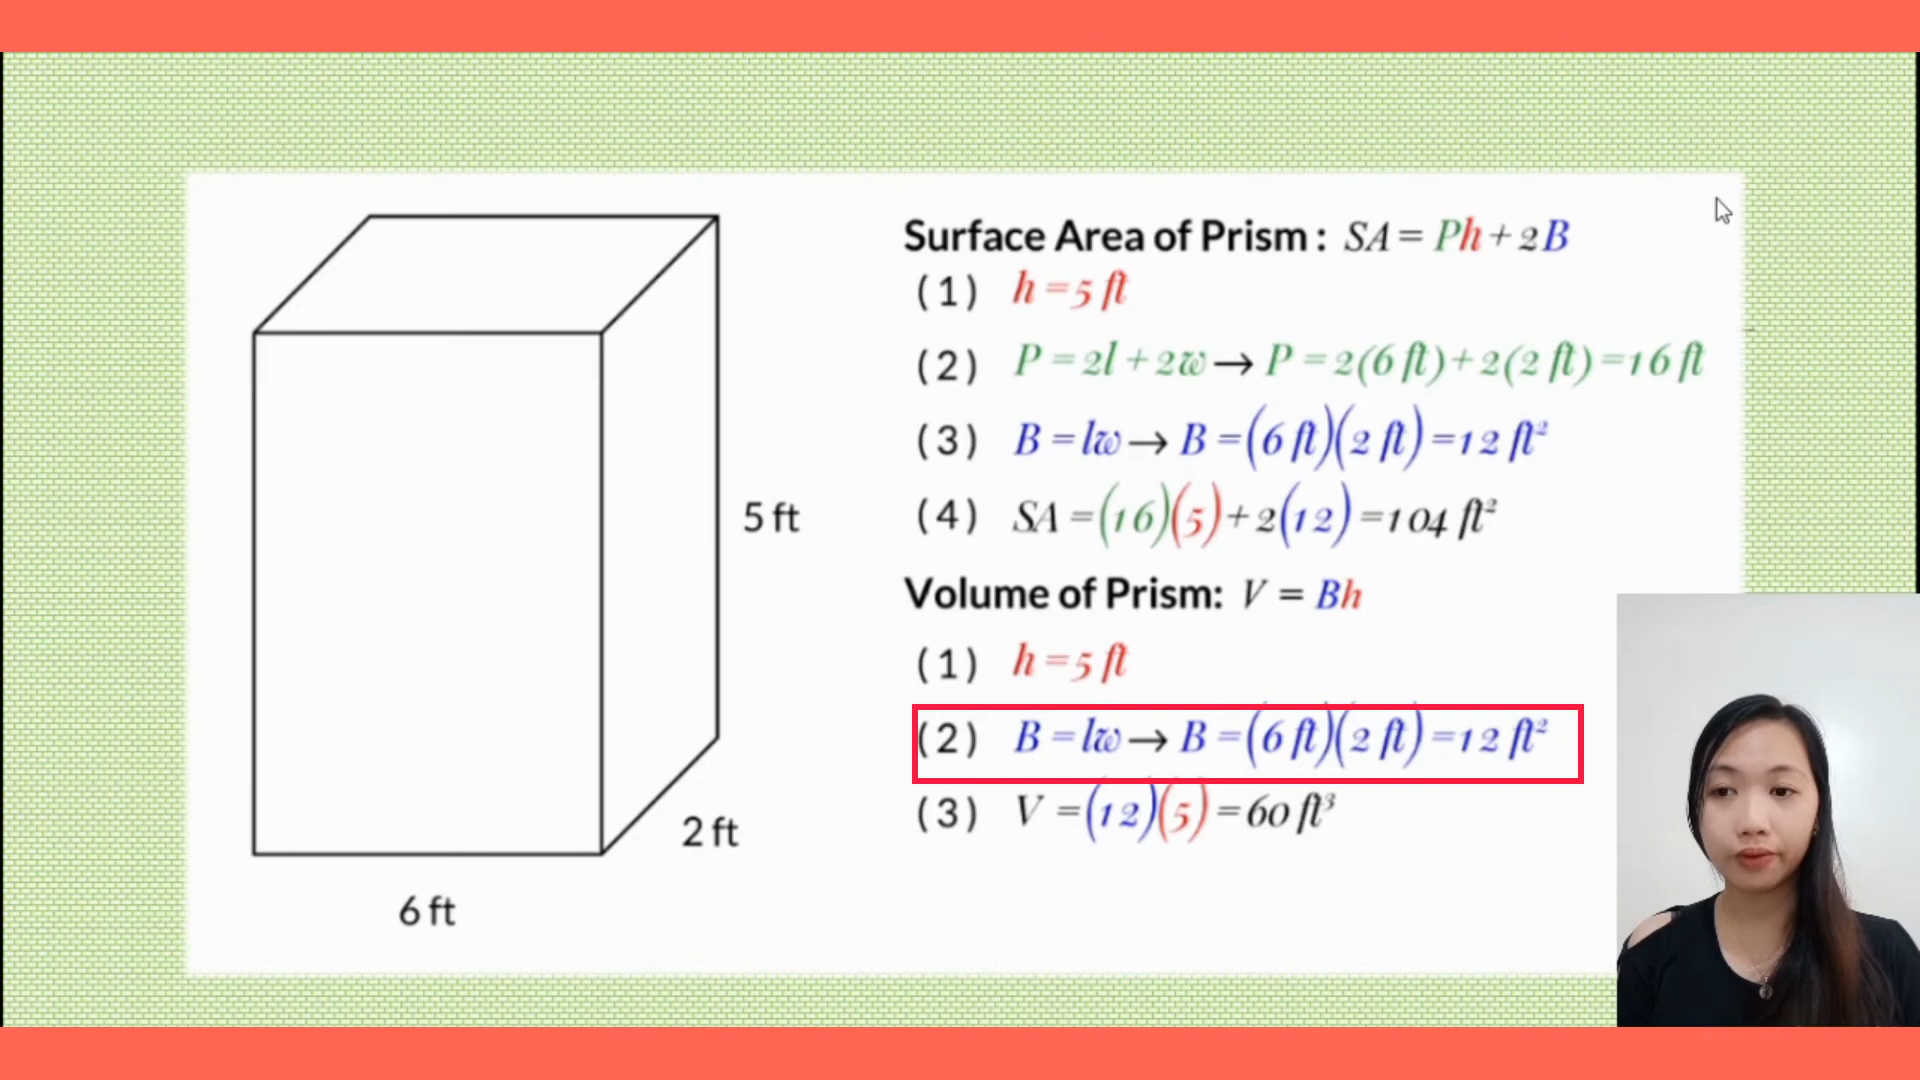 Surface Area of Prism : SA = Ph + 2B
(1) h = 5 ft
(2) P = 2l + 2w → P = 2(6 ft) + 2(2 ft) = 16 ft
(3) B = lw → B = (6 ft)(2 ft) = 12 ft²
(4) SA = (16)(5) + 2(12) = 104 ft²
Volume of Prism: V = Bh
(1) h = 5 ft
(2) B = lw → B = (6 ft)(2 ft) = 12 ft²
(3) V = (12)(5) = 60 ft³
5 ft
2 ft
6 ft